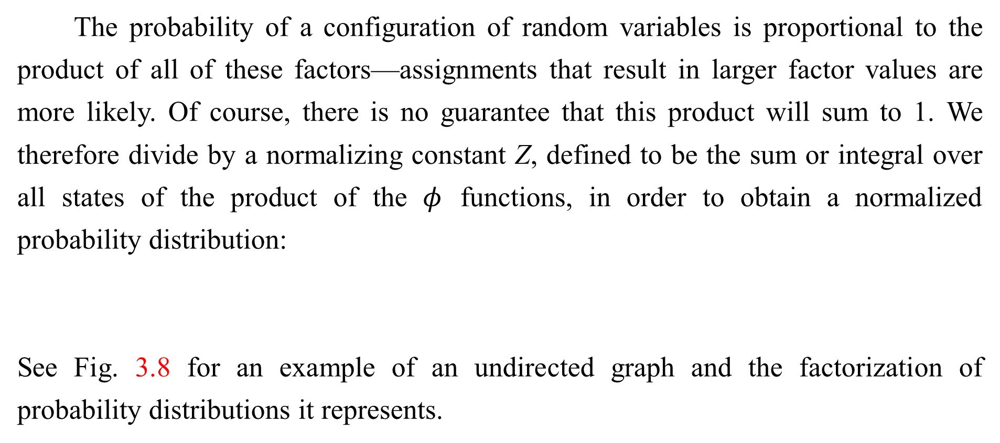 The probability of a configuration of random variables is proportional to the
product of all of these factors—assignments that result in larger factor values are
more likely. Of course, there is no guarantee that this product will sum to 1. We
therefore divide by a normalizing constant Z, defined to be the sum or integral over
all states of the product of the ϕ functions, in order to obtain a normalized
probability distribution:
See Fig. 3.8 for an example of an undirected graph and the factorization of
probability distributions it represents.